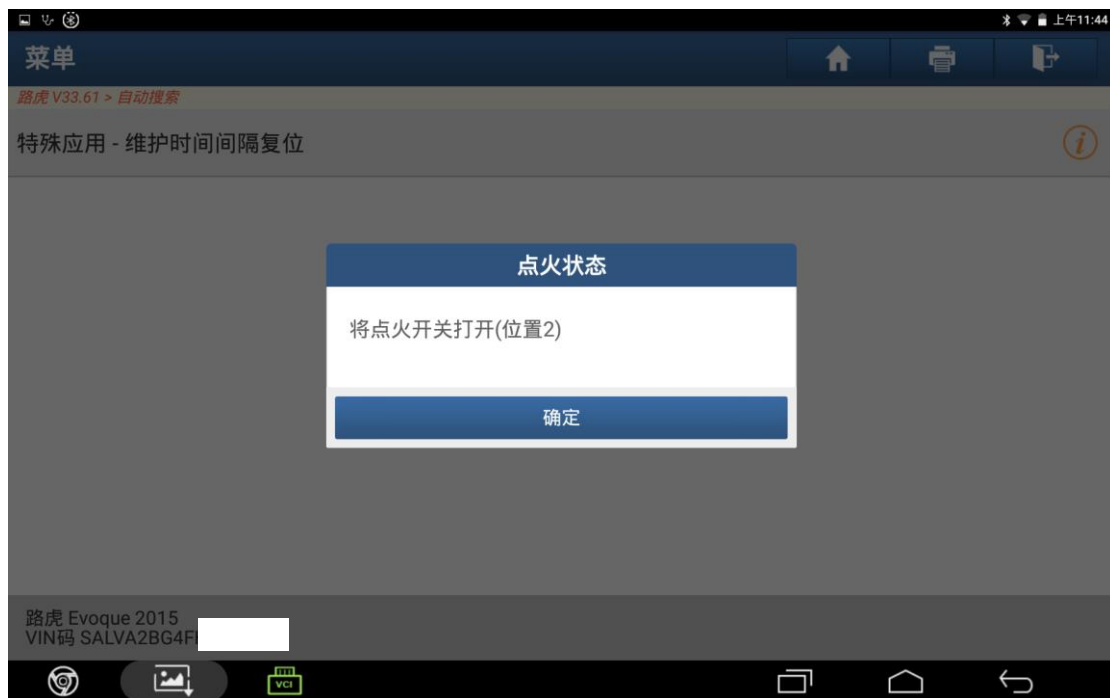 上午11:44
菜单
路虎 V33.61 > 自动搜索
特殊应用 - 维护时间间隔复位
i
点火状态
将点火开关打开(位置2)
确定
路虎 Evoque 2015
VIN码 SALVA2BG4F
VCI